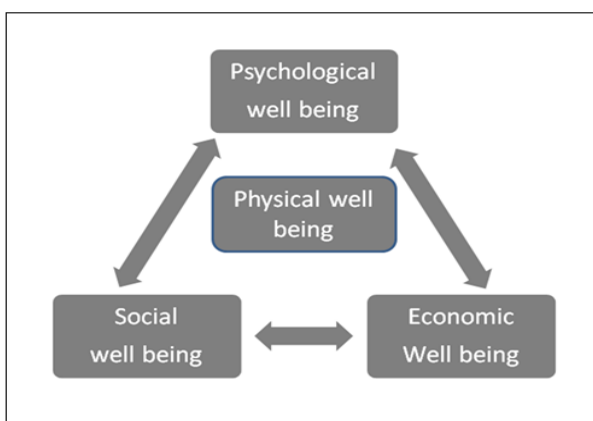 Psychological
well being
Physical well
being
Social
well being
Economic
Well being